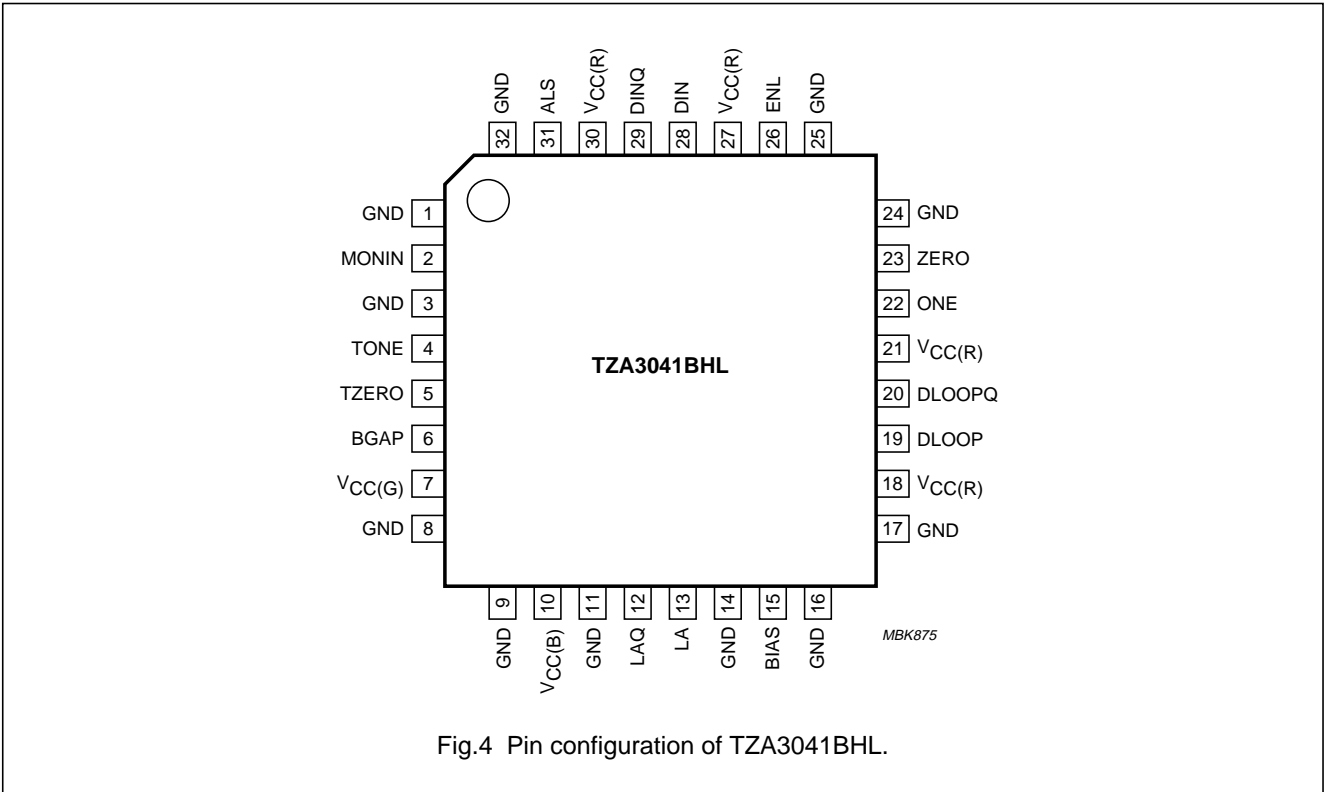 GND
ALS
VCC(R)
DINQ
DIN
VCC(R)
ENL
GND
32
31
30
29
28
27
26
25
GND 1
MONIN 2
GND 3
TONE 4
TZERO 5
BGAP 6
VCC(G) 7
GND 8
TZA3041BHL
24 GND
23 ZERO
22 ONE
21 VCC(R)
20 DLOOPQ
19 DLOOP
18 VCC(R)
17 GND
9
10
11
12
13
14
15
16
GND
VCC(B)
GND
LAQ
LA
GND
BIAS
GND
MBK875
Fig.4 Pin configuration of TZA3041BHL.